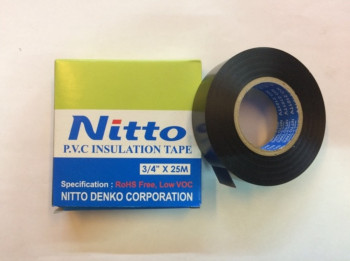 Nitto
P.V.C INSULATION TAPE
3/4" X 25M
Specification : RoHS Free, Low VOC
NITTO DENKO CORPORATION